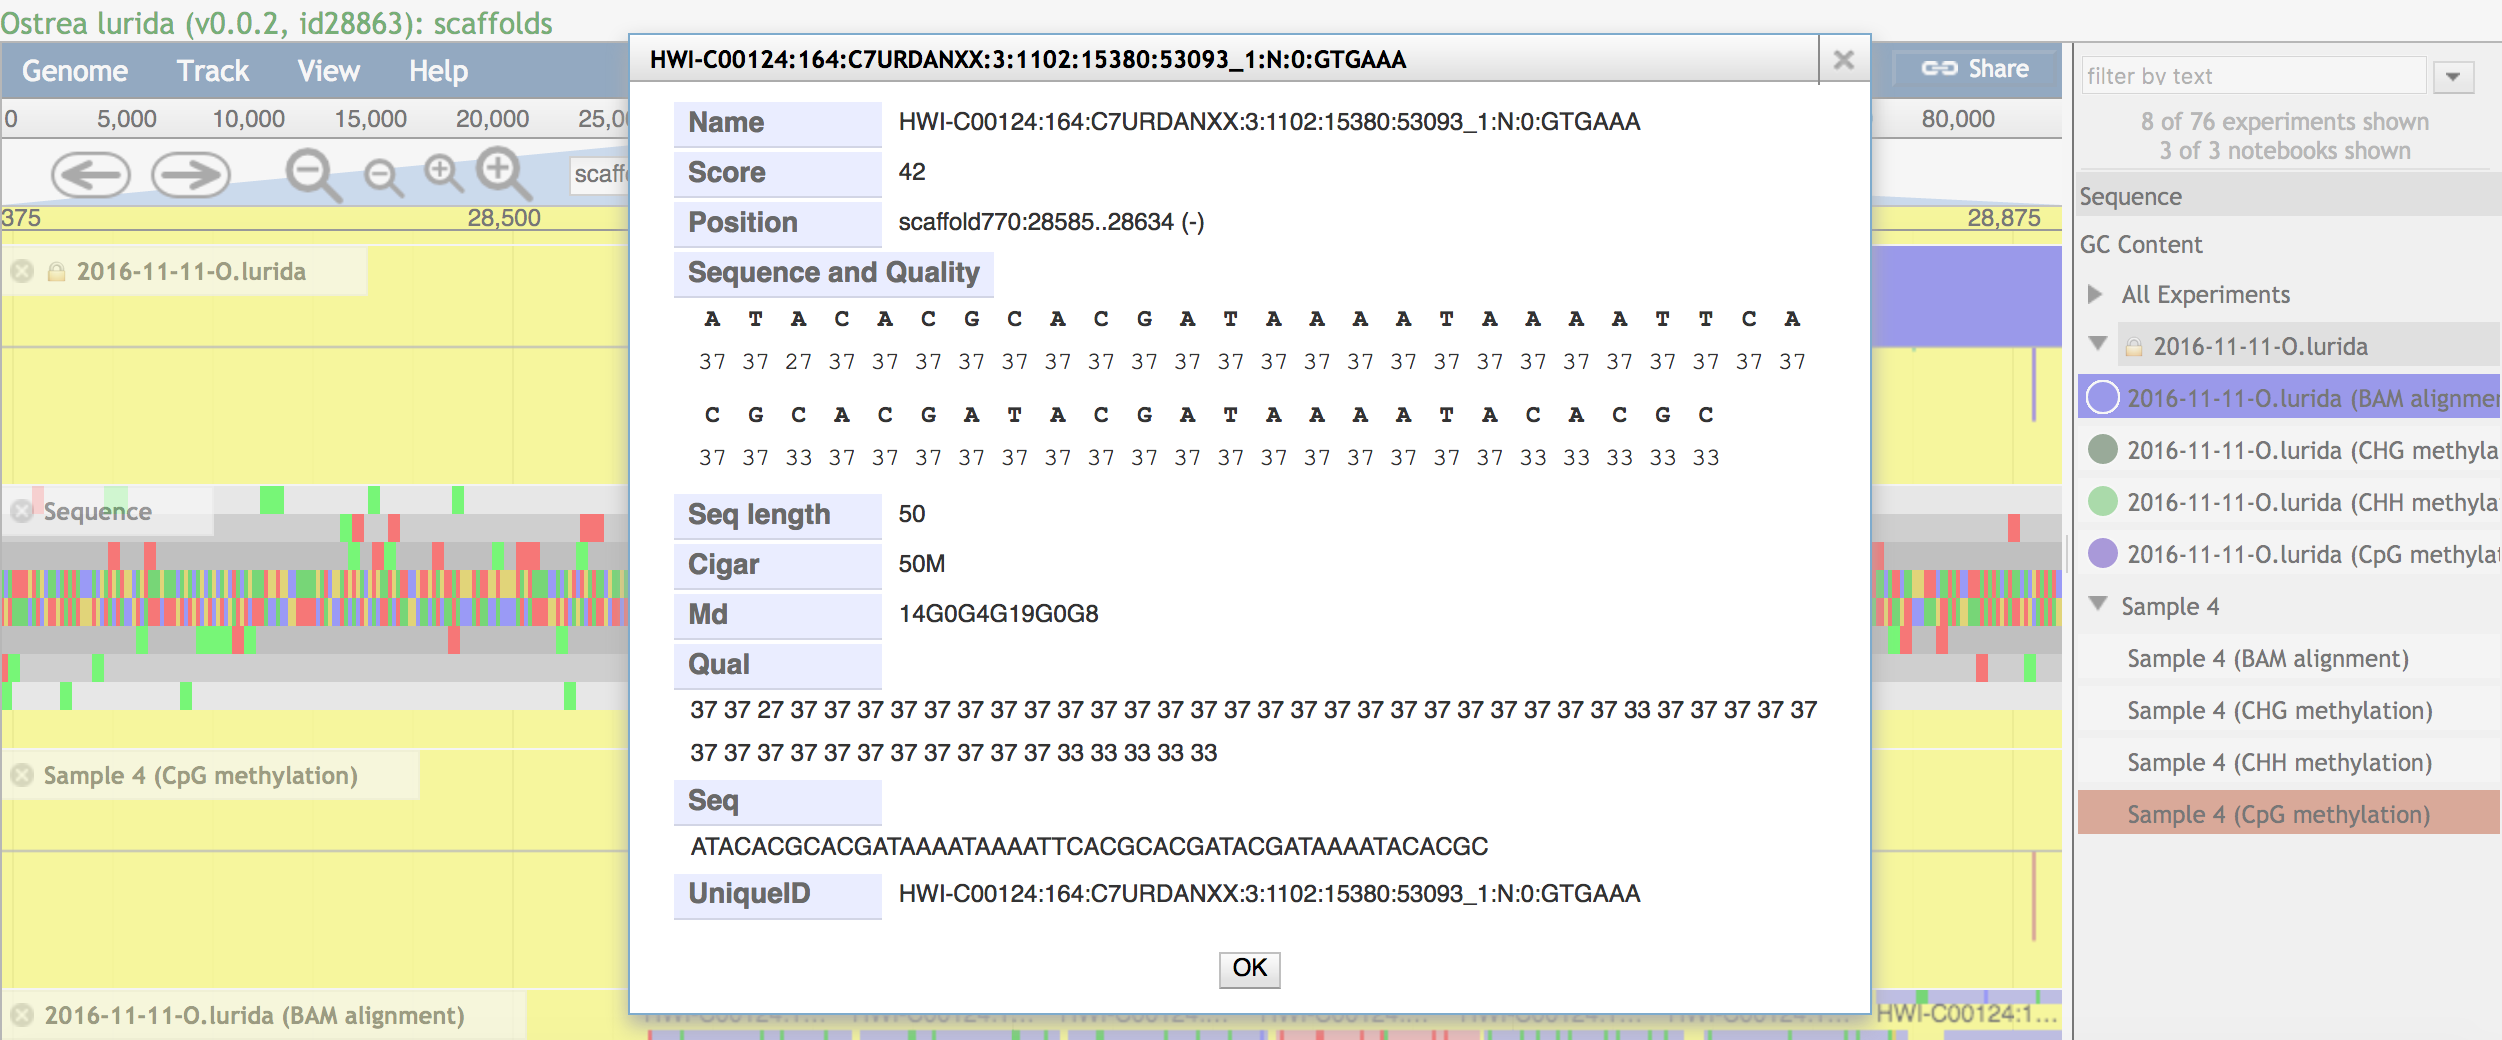 Ostrea lurida (v0.0.2, id28863): scaffolds
Genome Track View Help
Share
0 5,000 10,000 15,000 20,000 25,0
80,000
scaff
375 28,500
28,875
2016-11-11-O.lurida
Sequence
Sample 4 (CpG methylation)
2016-11-11-O.lurida (BAM alignment)
HWI-C00124:164:C7URDANXX:3:1102:15380:53093_1:N:0:GTGAAA
Name HWI-C00124:164:C7URDANXX:3:1102:15380:53093_1:N:0:GTGAAA
Score 42
Position scaffold770:28585..28634 (-)
Sequence and Quality
A T A C A C G C A C G A T A A A A T A A A A T T C A
37 37 27 37 37 37 37 37 37 37 37 37 37 37 37 37 37 37 37 37 37 37 37 37 37 37
C G C A C G A T A C G A T A A A A T A C A C G C
37 37 33 37 37 37 37 37 37 37 37 37 37 37 37 37 37 37 37 33 33 33 33 33
Seq length 50
Cigar 50M
Md 14G0G4G19G0G8
Qual
37 37 27 37 37 37 37 37 37 37 37 37 37 37 37 37 37 37 37 37 37 37 37 37 37 37 37 37 33 37 37 37 37 37
37 37 37 37 37 37 37 37 37 37 37 33 33 33 33 33
Seq
ATACACGCACGATAAAATAAAATTCACGCACGATACGATAAAATACACGC
UniqueID HWI-C00124:164:C7URDANXX:3:1102:15380:53093_1:N:0:GTGAAA
OK
HWI-C00124:1...
filter by text
8 of 76 experiments shown
3 of 3 notebooks shown
Sequence
GC Content
All Experiments
2016-11-11-O.lurida
2016-11-11-O.lurida (BAM alignmen
2016-11-11-O.lurida (CHG methyla
2016-11-11-O.lurida (CHH methyla
2016-11-11-O.lurida (CpG methylat
Sample 4
Sample 4 (BAM alignment)
Sample 4 (CHG methylation)
Sample 4 (CHH methylation)
Sample 4 (CpG methylation)